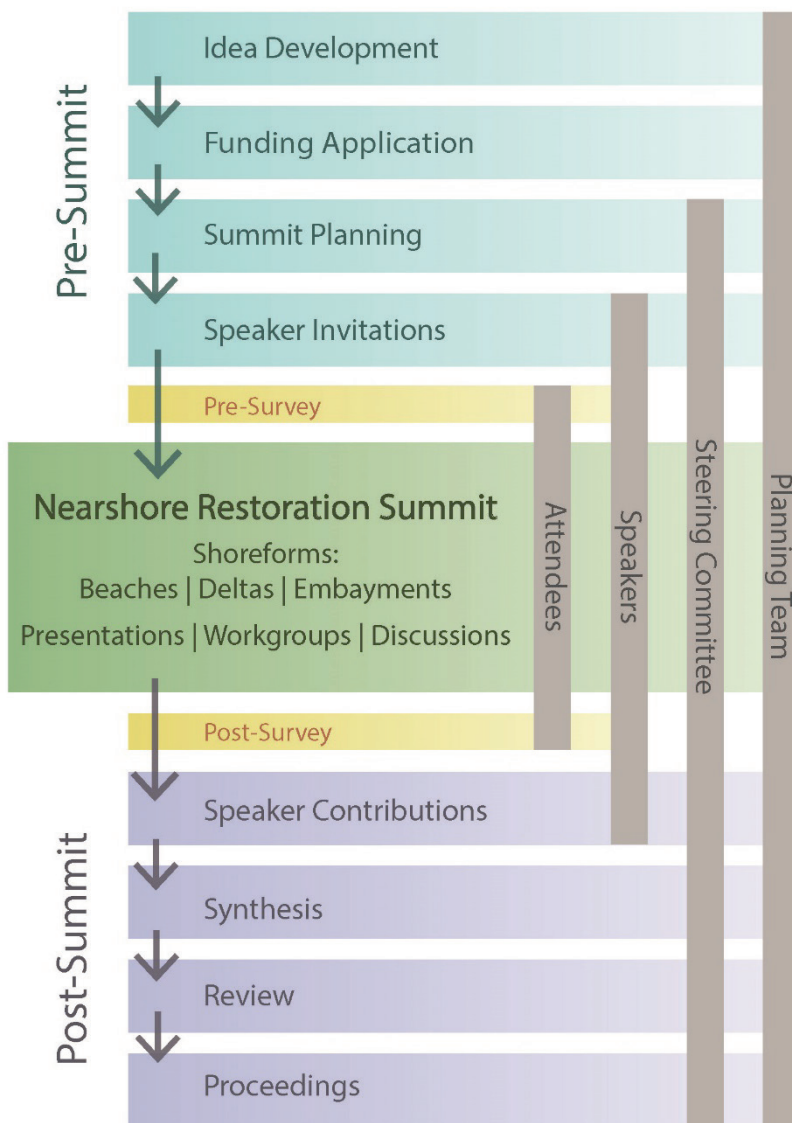 Pre-Summit
Idea Development
Funding Application
Summit Planning
Speaker Invitations
Pre-Survey
Nearshore Restoration Summit
Shoreforms:
Beaches | Deltas | Embayments
Presentations | Workgroups | Discussions
Attendees
Speakers
Steering Committee
Planning Team
Post-Survey
Post-Summit
Speaker Contributions
Synthesis
Review
Proceedings